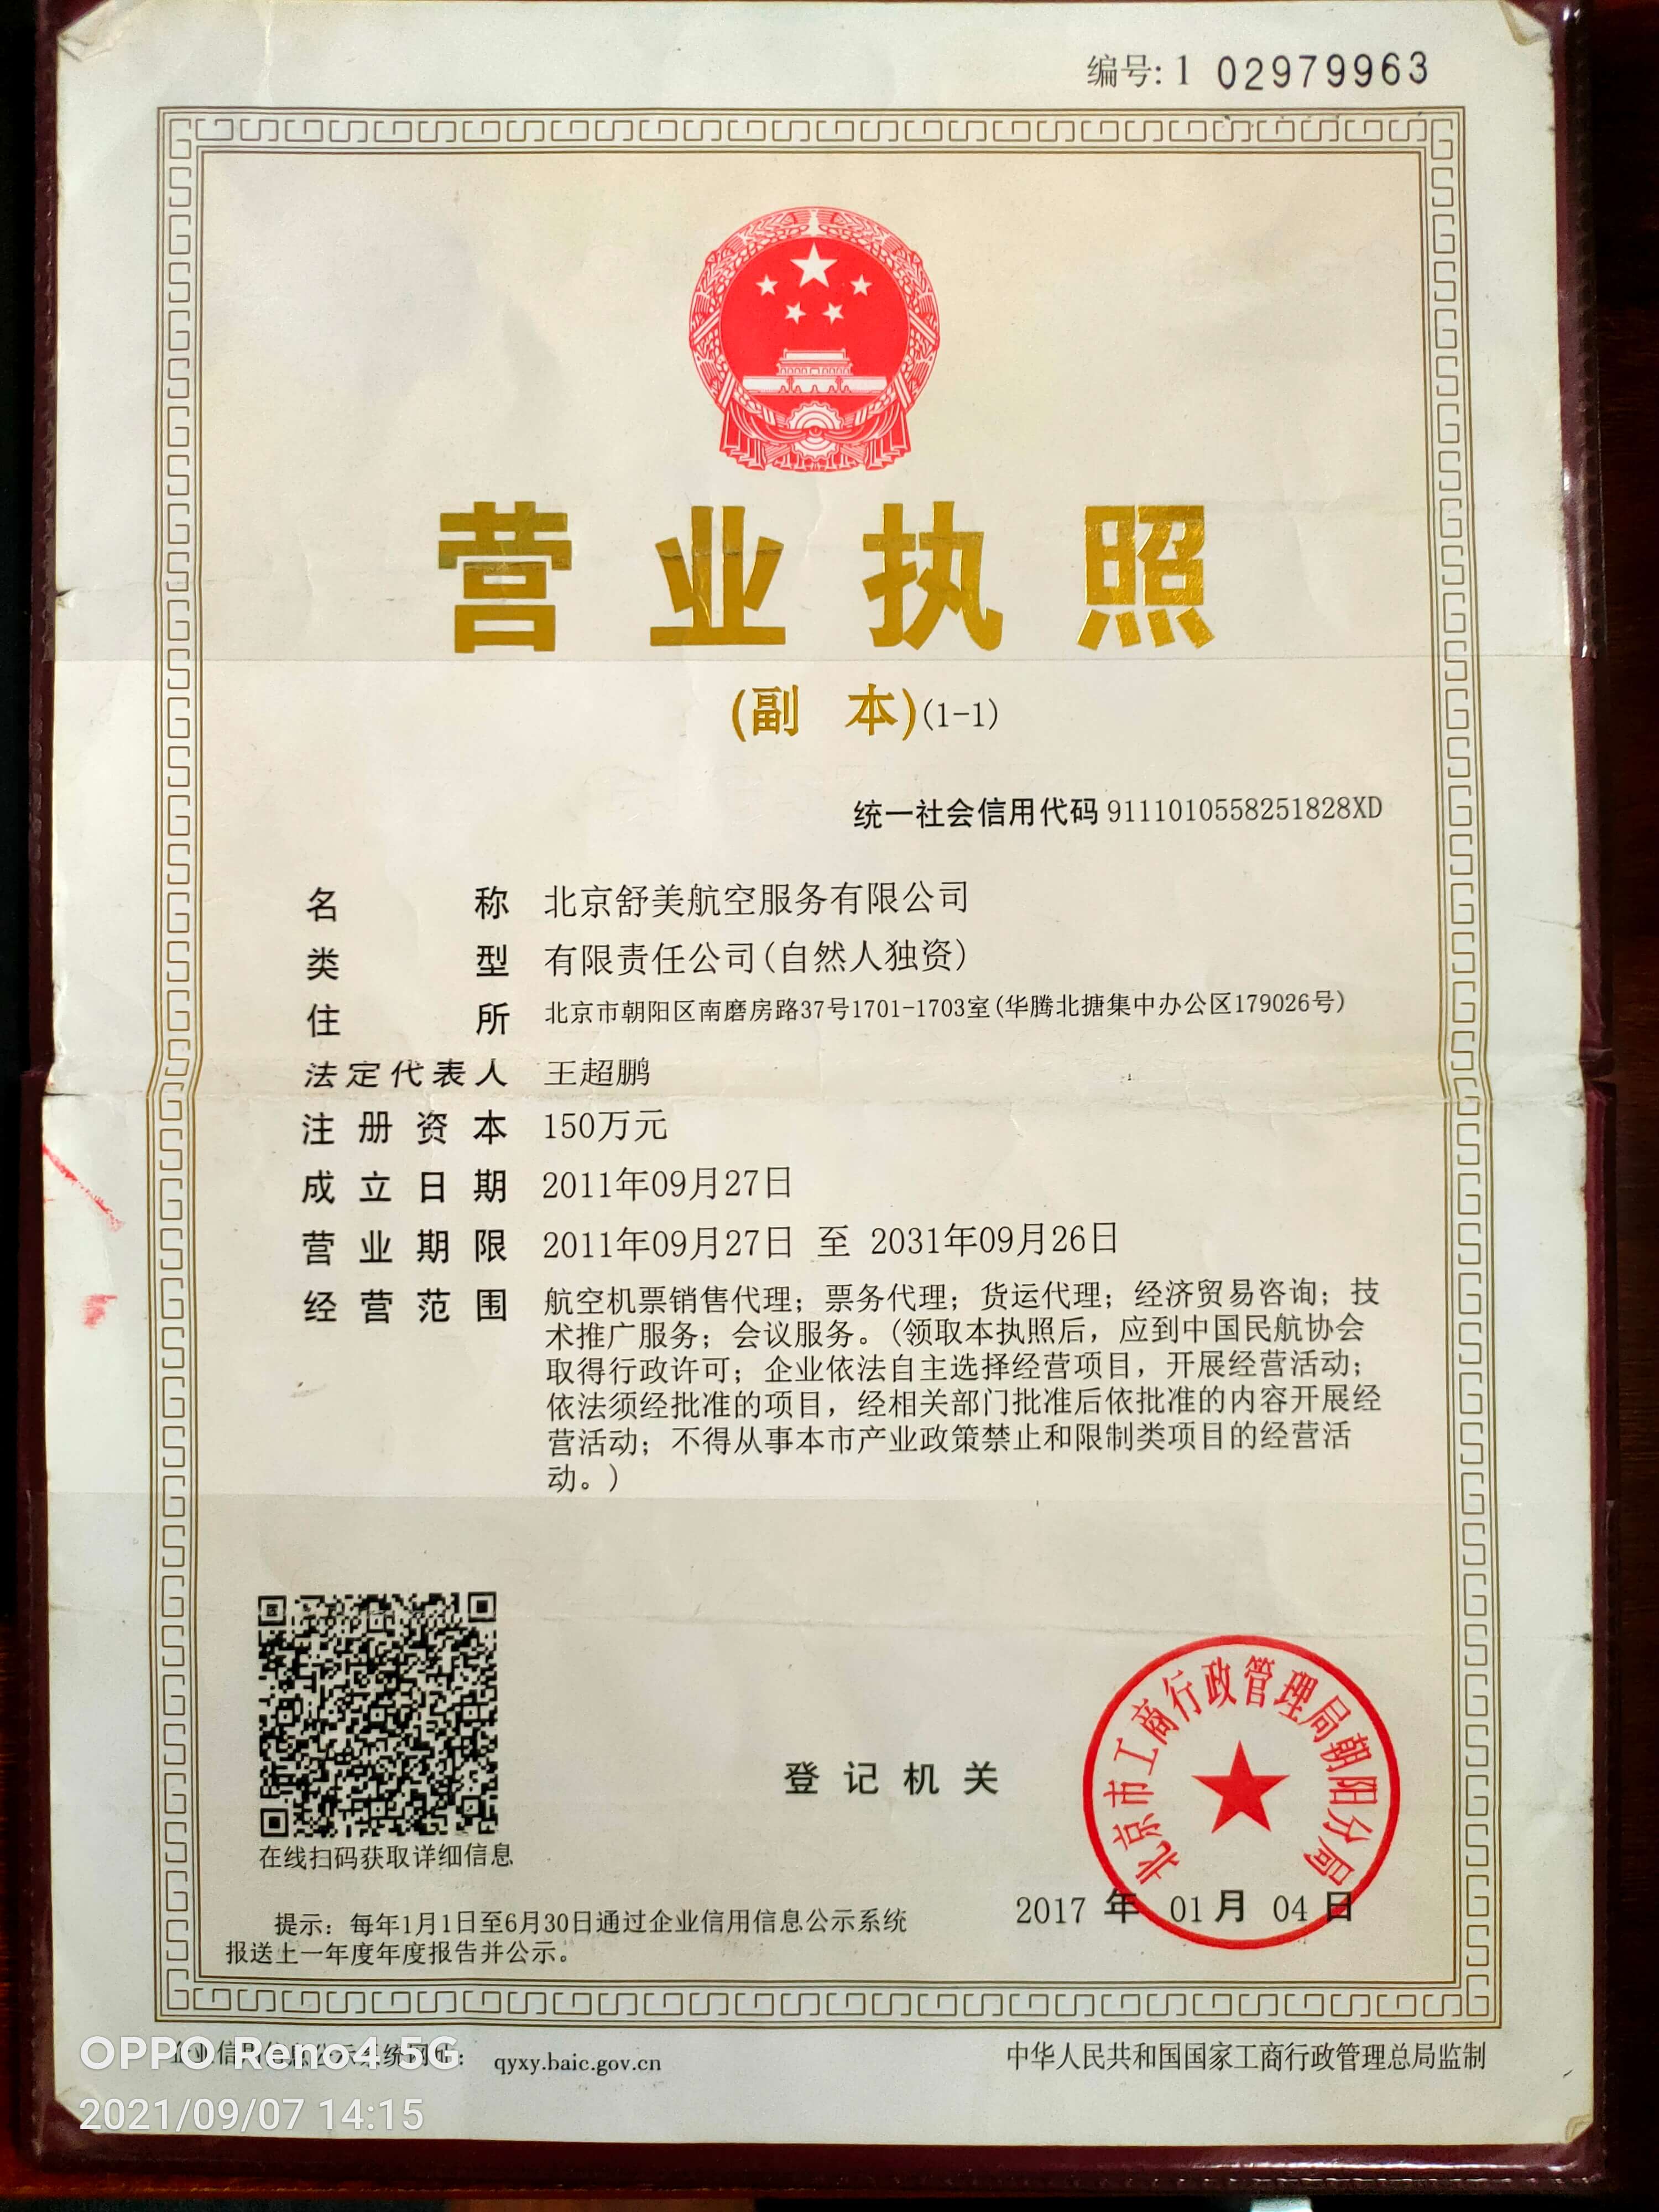 编号: 1 02979963
营业执照
(副 本)(1-1)
统一社会信用代码 9111010558251828XD
名 称 北京舒美航空服务有限公司
类 型 有限责任公司(自然人独资)
住 所 北京市朝阳区南磨房路37号1701-1703室(华腾北搪集中办公区179026号)
法定代表人 王超鹏
注册资本 150万元
成立日期 2011年09月27日
营业期限 2011年09月27日 至 2031年09月26日
经营范围 航空机票销售代理；票务代理；货运代理；经济贸易咨询；技
术推广服务；会议服务。(领取本执照后，应到中国民航协会
取得行政许可；企业依法自主选择经营项目，开展经营活动；
依法须经批准的项目，经相关部门批准后依批准的内容开展经
营活动；不得从事本市产业政策禁止和限制类项目的经营活
动。)
在线扫码获取详细信息
登记机关
北京市工商行政管理局朝阳分局
2017 年 01 月 04 日
提示：每年1月1日至6月30日通过企业信用信息公示系统
报送上一年度年度报告并公示。
企业信用信息公示系统网址： qyxy.baic.gov.cn
中华人民共和国国家工商行政管理总局监制
OPPO Reno4 5G
2021/09/07 14:15